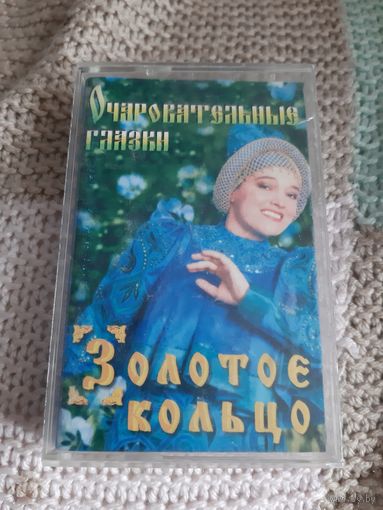 Очаровательные
глазки
Золотое
кольцо